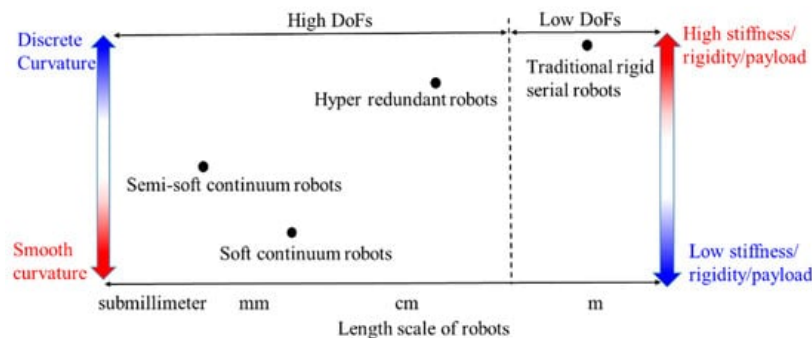 High DoFs
Low DoFs
Discrete
Curvature
High stiffness/
rigidity/payload
Traditional rigid
serial robots
Hyper redundant robots
Semi-soft continuum robots
Soft continuum robots
Smooth
curvature
Low stiffness/
rigidity/payload
submillimeter mm cm m
Length scale of robots